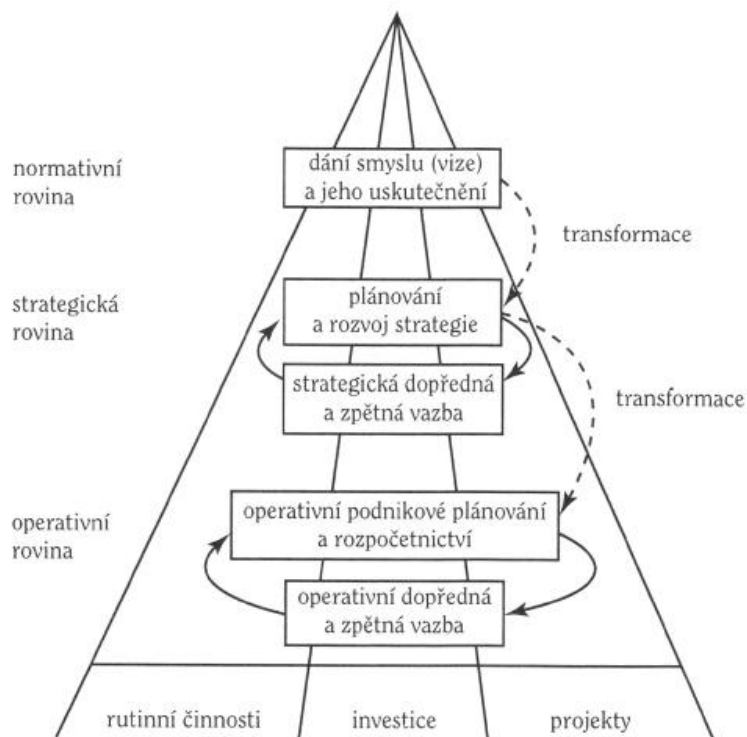 normativní
rovina
dání smyslu (vize)
a jeho uskutečnění
transformace
strategická
rovina
plánování
a rozvoj strategie
strategická dopředná
a zpětná vazba
transformace
operativní
rovina
operativní podnikové plánování
a rozpočetnictví
operativní dopředná
a zpětná vazba
rutinní činnosti
investice
projekty